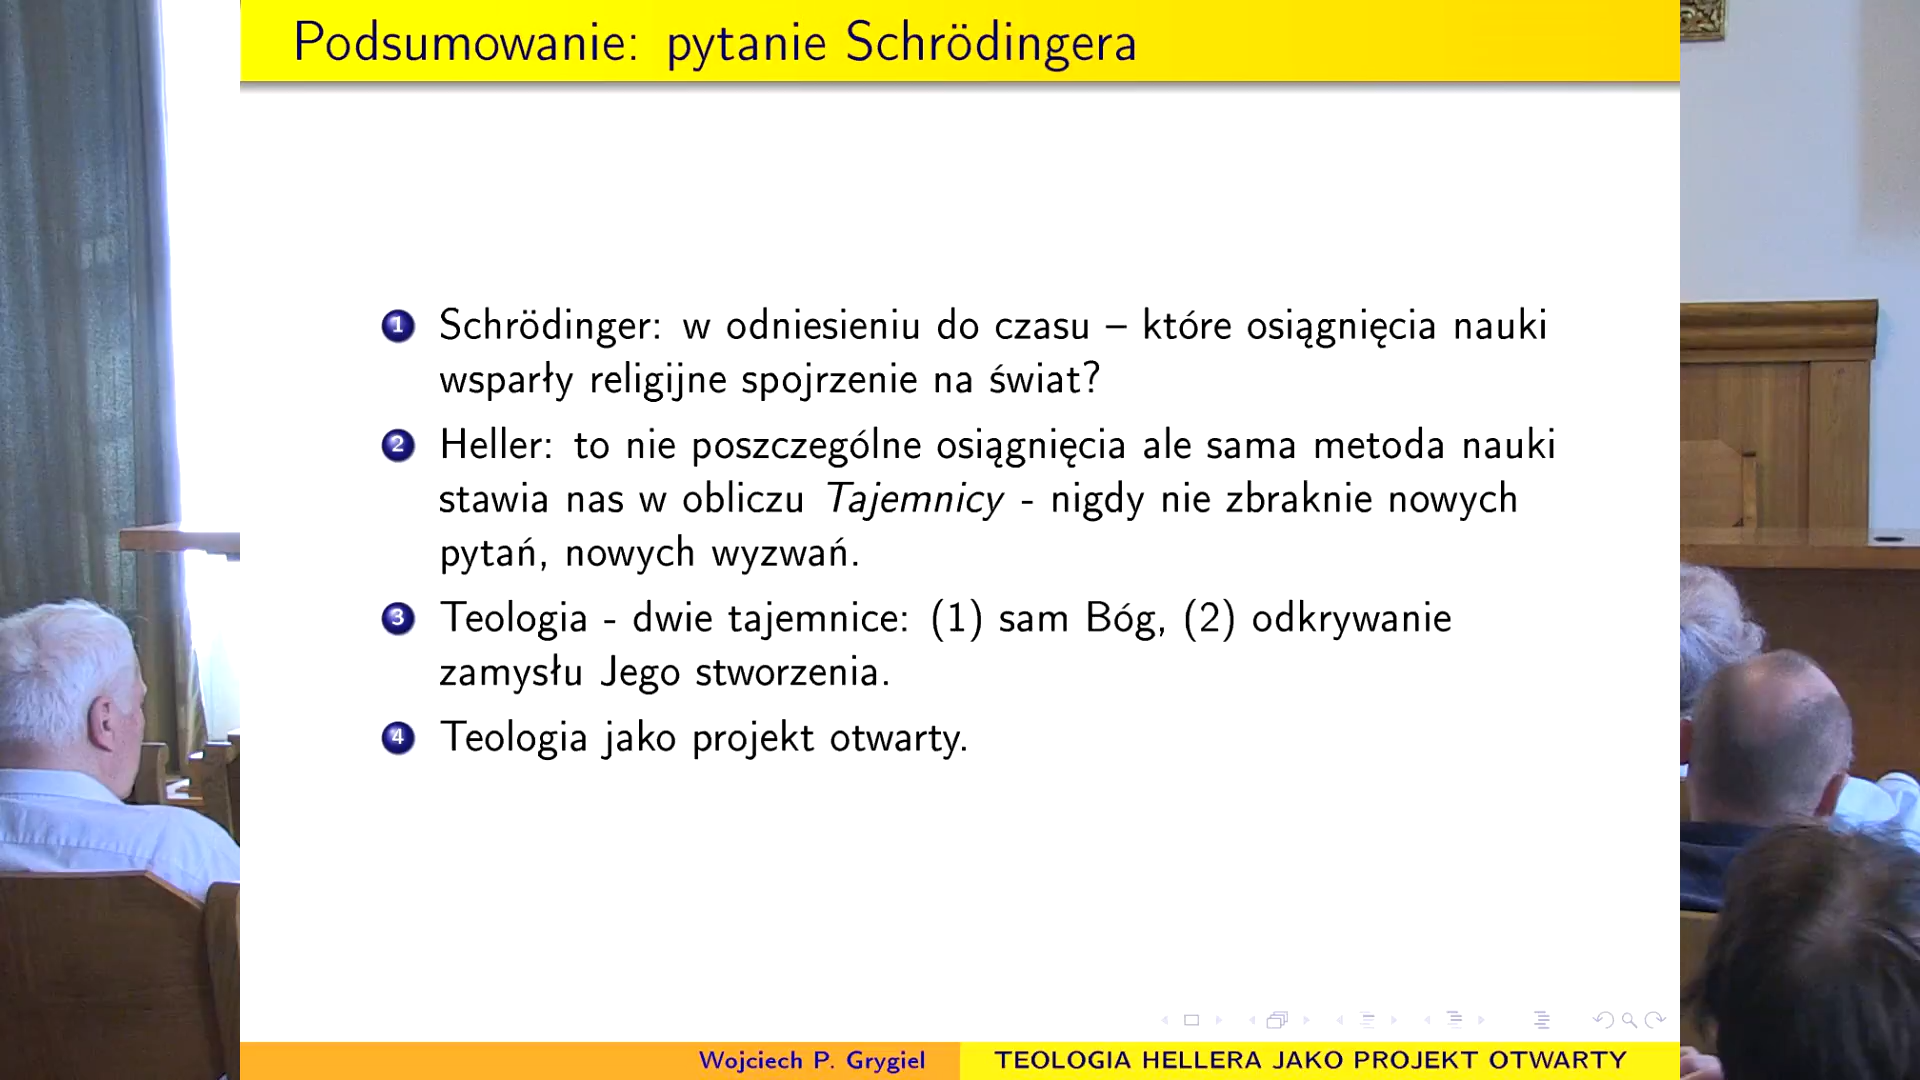 Podsumowanie: pytanie Schrödingera
1 Schrödinger: w odniesieniu do czasu – które osiągnięcia nauki
wsparły religijne spojrzenie na świat?
2 Heller: to nie poszczególne osiągnięcia ale sama metoda nauki
stawia nas w obliczu Tajemnicy - nigdy nie zbraknie nowych
pytań, nowych wyzwań.
3 Teologia - dwie tajemnice: (1) sam Bóg, (2) odkrywanie
zamysłu Jego stworzenia.
4 Teologia jako projekt otwarty.
Wojciech P. Grygiel
TEOLOGIA HELLERA JAKO PROJEKT OTWARTY